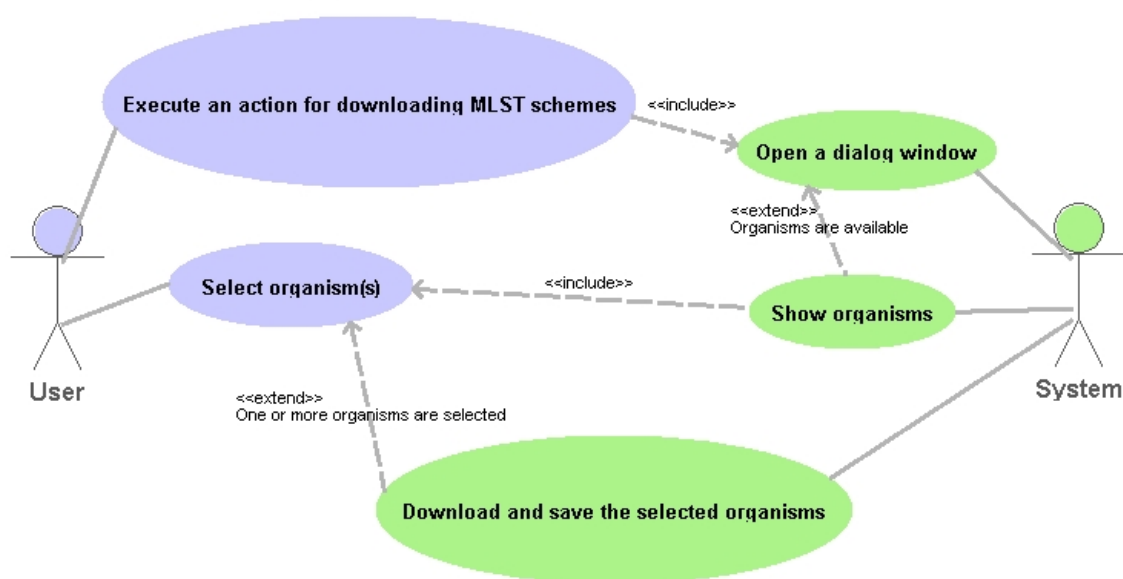 Execute an action for downloading MLST schemes
<<include>>
Open a dialog window
<<extend>>
Organisms are available
Select organism(s)
<<include>>
Show organisms
User
System
<<extend>>
One or more organisms are selected
Download and save the selected organisms